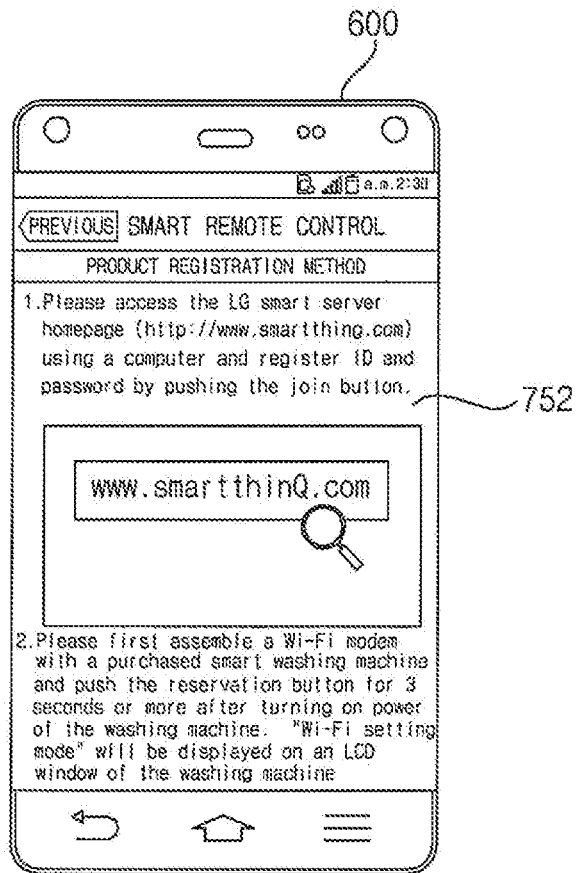 600
a.m.2:30
PREVIOUS SMART REMOTE CONTROL
PRODUCT REGISTRATION METHOD
1.Please access the LG smart server
homepage (http://www.smartthing.com)
using a computer and register ID and
password by pushing the join button.
752
www.smartthinQ.com
2.Please first assemble a Wi-Fi modem
with a purchased smart washing machine
and push the reservation button for 3
seconds or more after turning on power
of the washing machine. "Wi-Fi setting
mode" will be displayed on an LCD
window of the washing machine